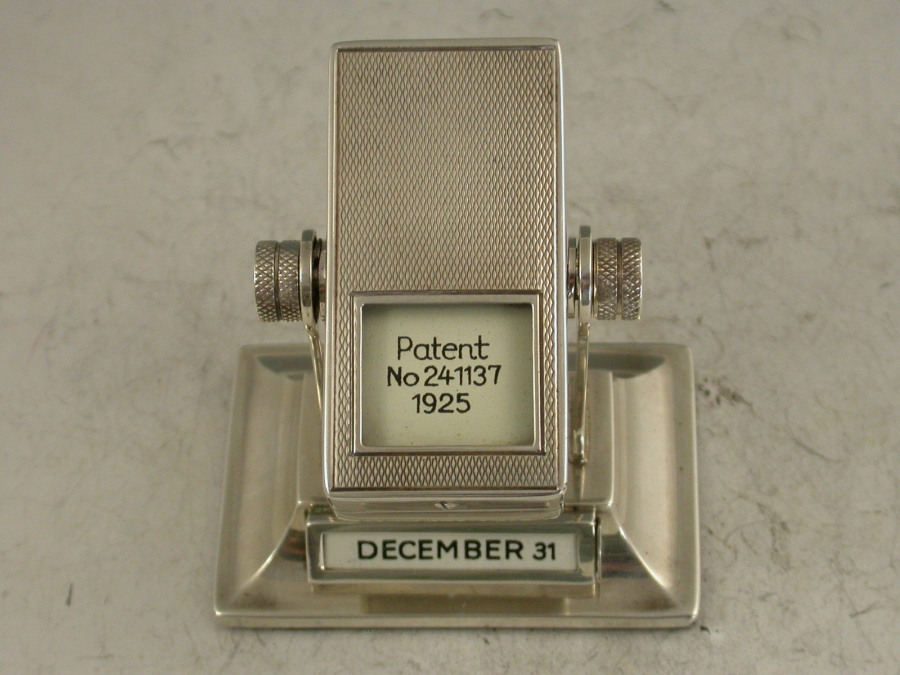 Patent
No 241137
1925
DECEMBER 31